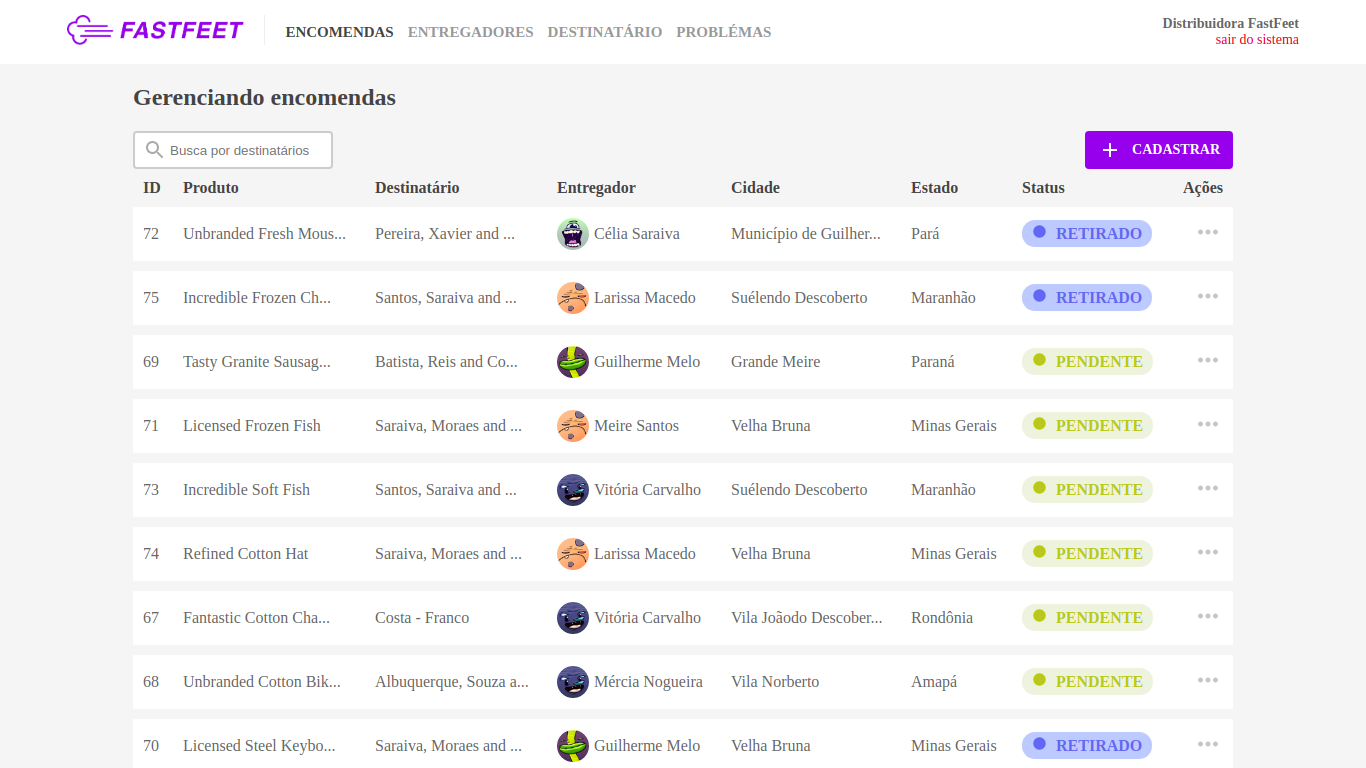 FASTFEET ENCOMENDAS ENTREGADORES DESTINATÁRIO PROBLÉMAS Distribuidora FastFeet
sair do sistema
Gerenciando encomendas
Busca por destinatários CADASTRAR
ID Produto Destinatário Entregador Cidade Estado Status Ações
72 Unbranded Fresh Mous... Pereira, Xavier and ... Célia Saraiva Município de Guilher... Pará RETIRADO
75 Incredible Frozen Ch... Santos, Saraiva and ... Larissa Macedo Suélendo Descoberto Maranhão RETIRADO
69 Tasty Granite Sausag... Batista, Reis and Co... Guilherme Melo Grande Meire Paraná PENDENTE
71 Licensed Frozen Fish Saraiva, Moraes and ... Meire Santos Velha Bruna Minas Gerais PENDENTE
73 Incredible Soft Fish Santos, Saraiva and ... Vitória Carvalho Suélendo Descoberto Maranhão PENDENTE
74 Refined Cotton Hat Saraiva, Moraes and ... Larissa Macedo Velha Bruna Minas Gerais PENDENTE
67 Fantastic Cotton Cha... Costa - Franco Vitória Carvalho Vila Joãodo Descober... Rondônia PENDENTE
68 Unbranded Cotton Bik... Albuquerque, Souza a... Mércia Nogueira Vila Norberto Amapá PENDENTE
70 Licensed Steel Keybo... Saraiva, Moraes and ... Guilherme Melo Velha Bruna Minas Gerais RETIRADO